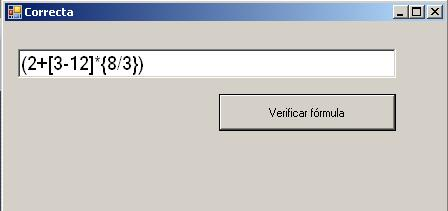 Correcta
(2+[3-12]*{8/3})
Verificar fórmula